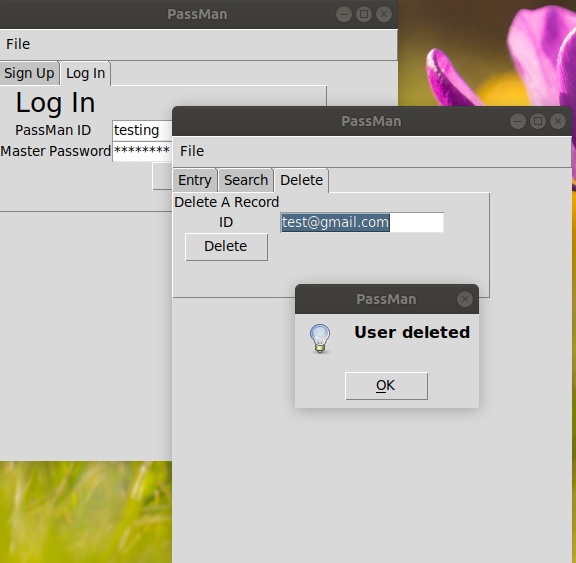 PassMan
File
Sign Up Log In
Log In
PassMan ID testing
Master Password ********
PassMan
File
Entry Search Delete
Delete A Record
ID test@gmail.com
Delete
PassMan
User deleted
OK